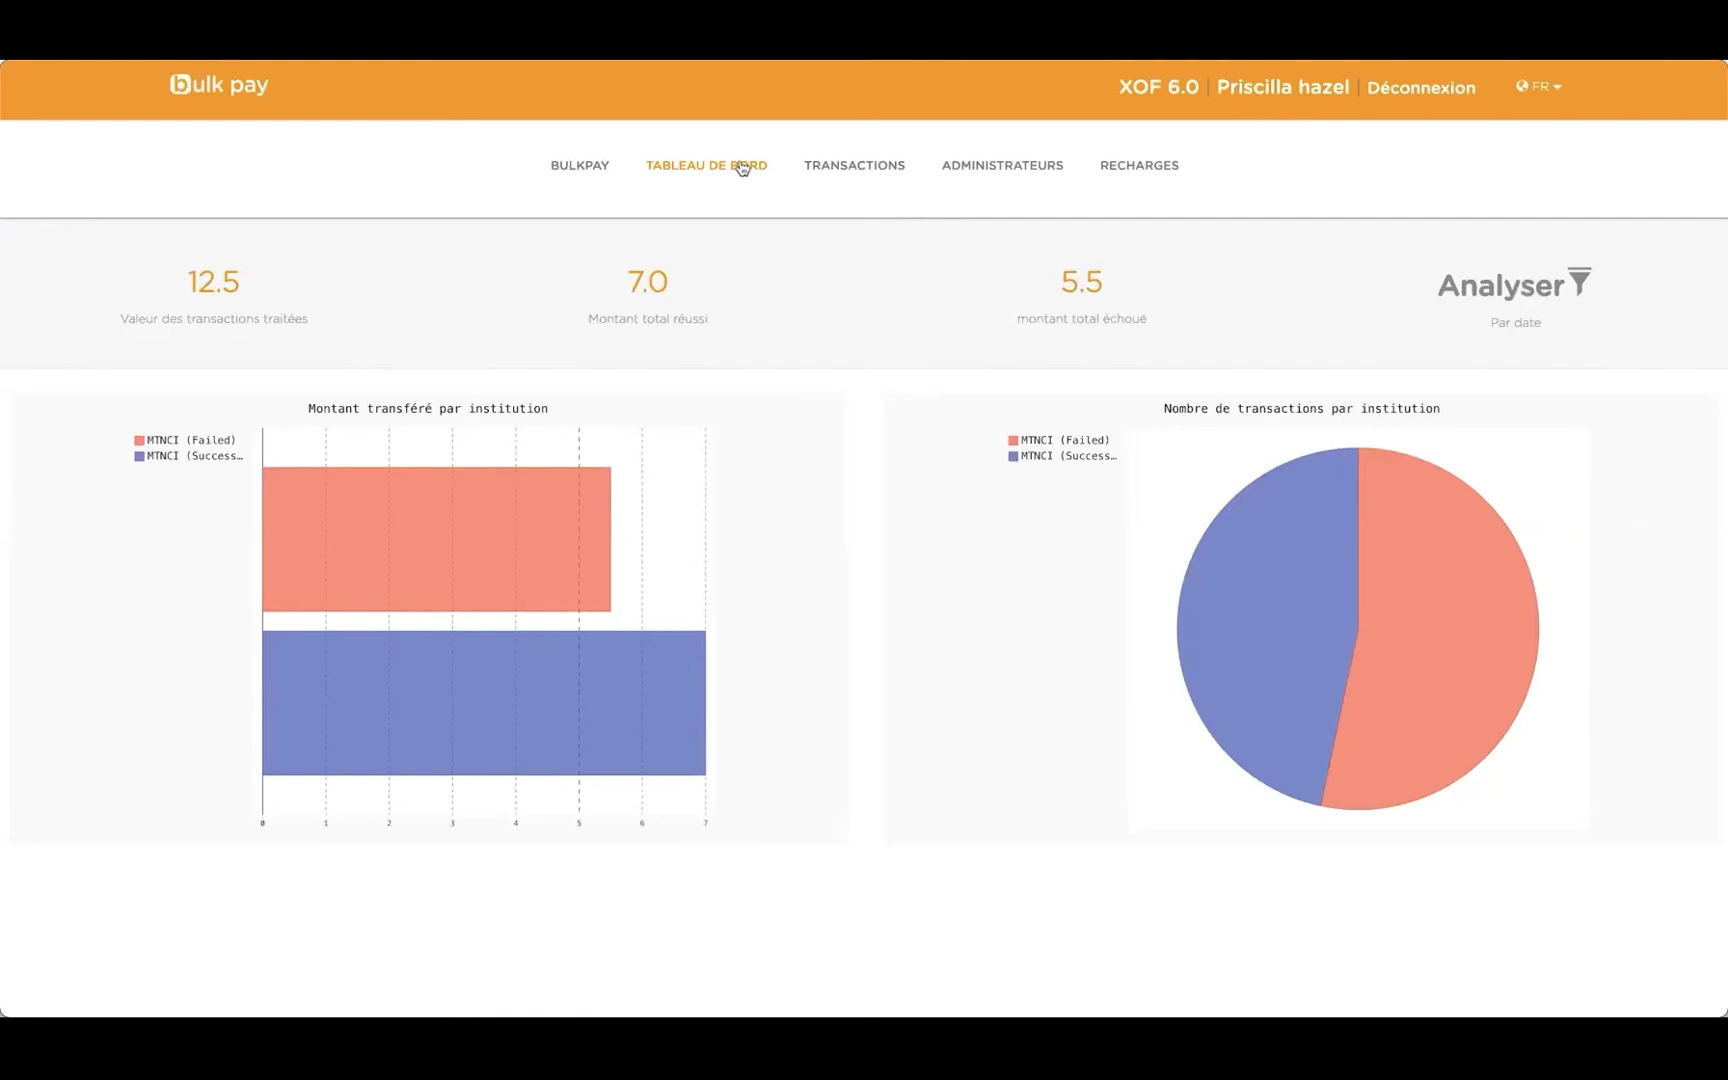 bulk pay
XOF 6.0 | Priscilla hazel | Déconnexion FR
BULKPAY TABLEAU DE BORD TRANSACTIONS ADMINISTRATEURS RECHARGES
12.5
Valeur des transactions traitées
7.0
Montant total réussi
5.5
montant total échoué
Analyser
Par date
Montant transféré par institution
MTNCI (Failed)
MTNCI (Success…
0 1 2 3 4 5 6 7
Nombre de transactions par institution
MTNCI (Failed)
MTNCI (Success…